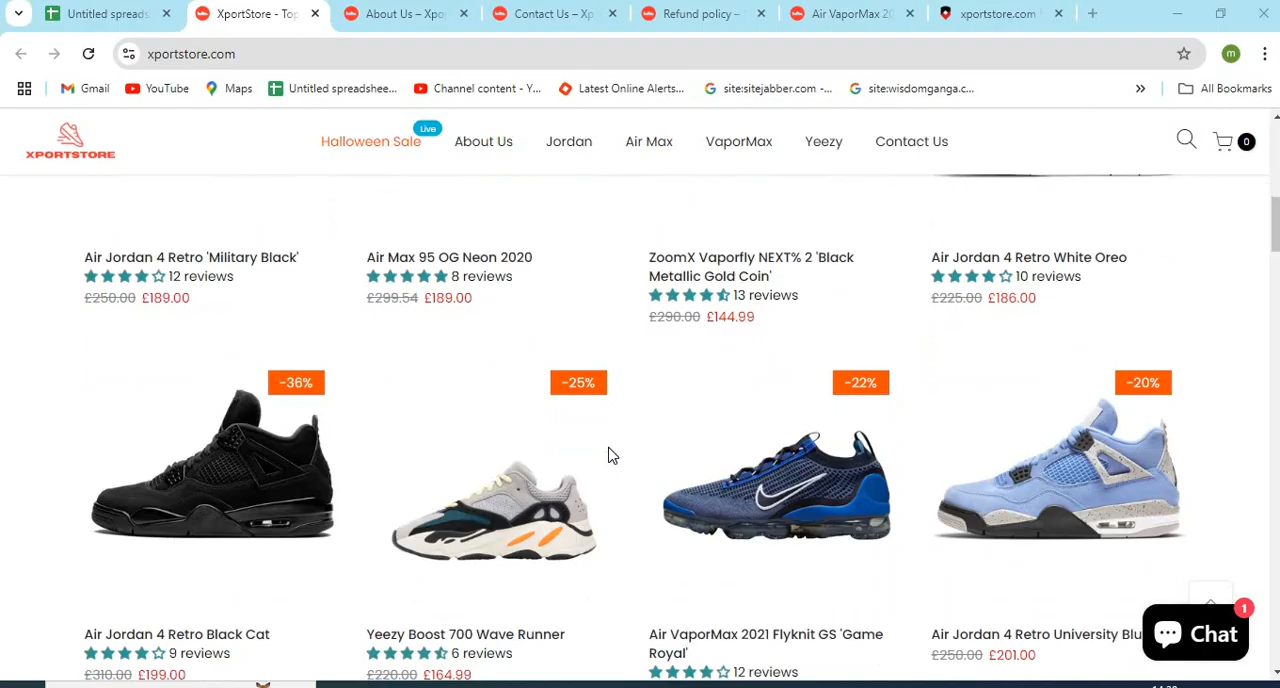 Untitled spreads
XportStore - Top
About Us – Xpo
Contact Us – Xp
Refund policy –
Air VaporMax 20
xportstore.com
xportstore.com
m
Gmail
YouTube
Maps
Untitled spreadshee...
Channel content - Y...
Latest Online Alerts...
site:sitejabber.com -...
site:wisdomganga.c...
All Bookmarks
XPORTSTORE
Halloween Sale
Live
About Us
Jordan
Air Max
VaporMax
Yeezy
Contact Us
0
Air Jordan 4 Retro 'Military Black'
12 reviews
£250.00 £189.00
Air Max 95 OG Neon 2020
8 reviews
£299.54 £189.00
ZoomX Vaporfly NEXT% 2 'Black
Metallic Gold Coin'
13 reviews
£290.00 £144.99
Air Jordan 4 Retro White Oreo
10 reviews
£225.00 £186.00
-36%
-25%
-22%
-20%
Air Jordan 4 Retro Black Cat
9 reviews
£310.00 £199.00
Yeezy Boost 700 Wave Runner
6 reviews
£220.00 £164.99
Air VaporMax 2021 Flyknit GS 'Game
Royal'
12 reviews
Air Jordan 4 Retro University Blu
£250.00 £201.00
Chat
1